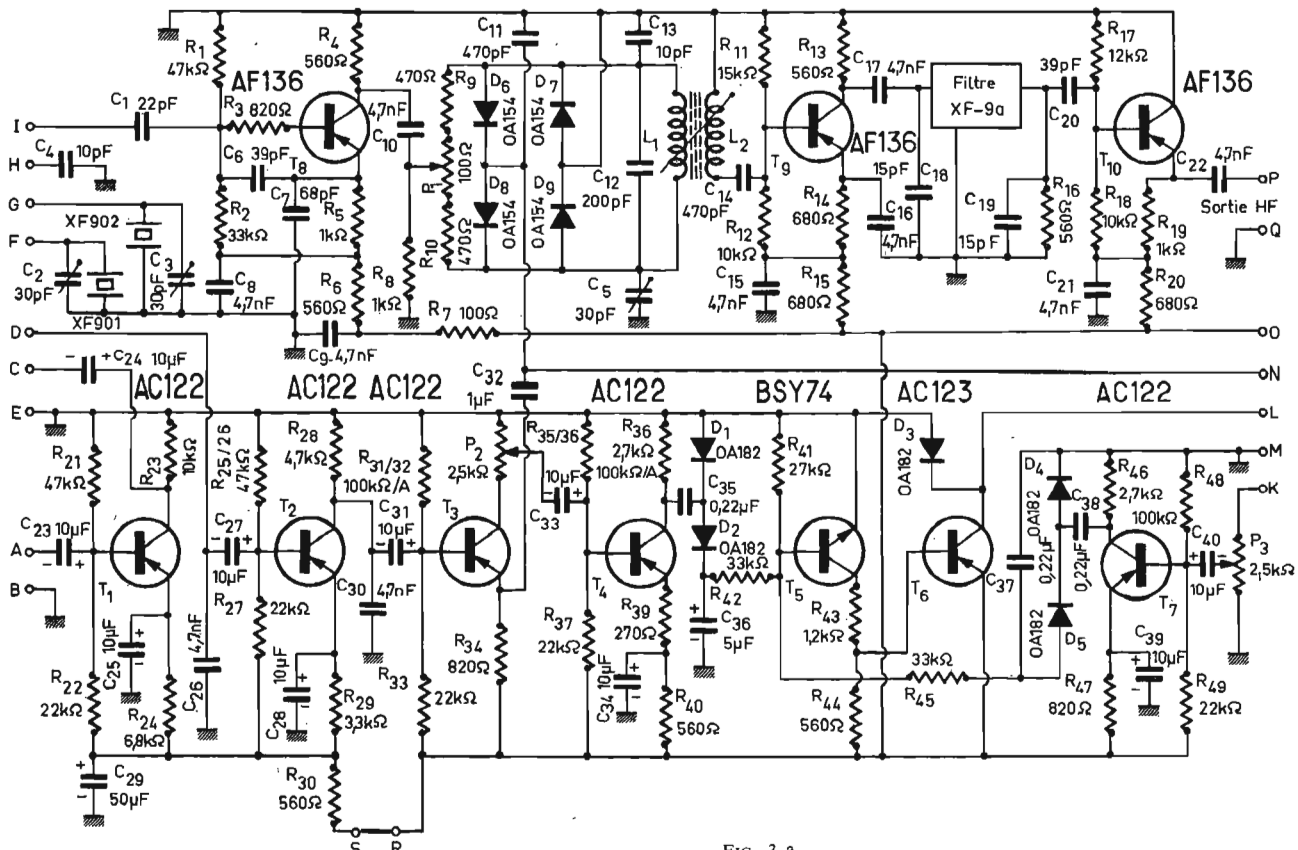 R1
47kΩ
R4
560Ω
AF136
C1 22pF
R3 820Ω
I
H
G
F
D
C
E
A
B
C4
10pF
C6
39pF
T8
C7
68pF
R2
33kΩ
R5
1kΩ
XF902
XF901
C2
30pF
C3
30pF
C8
4,7nF
R6
560Ω
C9 4,7nF
R8
1kΩ
R7 100Ω
4,7nF
C10
C11
470pF
470Ω
R9
R
100Ω
R10
470Ω
D6
OA154
D7
OA154
D8
OA154
D9
OA154
C12
200pF
C13
10pF
L1
L2
C5
30pF
C14
470pF
R11
15kΩ
R13
560Ω
T9
AF136
R12
10kΩ
R14
680Ω
C15
4,7nF
R15
680Ω
C16
4,7nF
C17 4,7nF
15pF
C18
Filtre
XF-9a
C19
15pF
R16
560Ω
39pF
C20
R17
12kΩ
AF136
T10
R18
10kΩ
C21
4,7nF
R19
1kΩ
R20
680Ω
C22
4,7nF
P
Sortie HF
Q
O
N
L
M
K
- + C24 10µF
AC122
AC122
AC122
AC122
BSY74
AC123
AC122
R21
47kΩ
R23
10kΩ
C23 10µF
- +
T1
R22
22kΩ
C25
10µF
+
-
R24
6,8kΩ
C29
50µF
+
-
R25/26
47kΩ
C27
- +
10µF
R27
22kΩ
C26
4,7nF
R28
4,7kΩ
T2
C28
10µF
+
-
R29
3,3kΩ
R30
560Ω
S
R
C30
4,7nF
R31/32
100kΩ/A
C31
10µF
- +
R33
22kΩ
T3
P2
2,5kΩ
R34
820Ω
C32
1µF
R35/36
10µF
+
C33
R36
2,7kΩ
100kΩ/A
T4
R37
22kΩ
R39
270Ω
C34
10µF
+
-
R40
560Ω
D1
OA182
C35
0,22µF
D2
OA182
33kΩ
R42
C36
5µF
+
-
R41
27kΩ
T5
R43
1,2kΩ
R44
560Ω
D3
OA182
T6
33kΩ
R45
C37
0,22µF
D4
OA182
C38
0,22µF
OA182
D5
R46
2,7kΩ
R48
100kΩ
T7
C40
+ -
10µF
P3
2,5kΩ
C39
10µF
+
-
R47
820Ω
R49
22kΩ